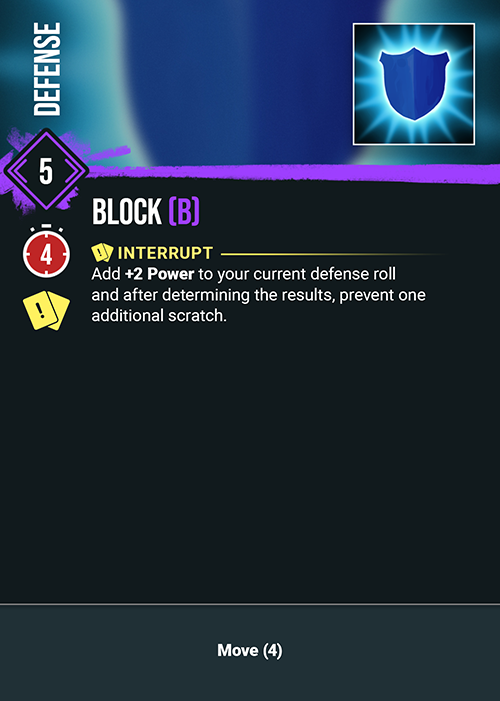 DEFENSE
5
BLOCK (B)
4
! INTERRUPT
!
Add +2 Power to your current defense roll
and after determining the results, prevent one
additional scratch.
Move (4)